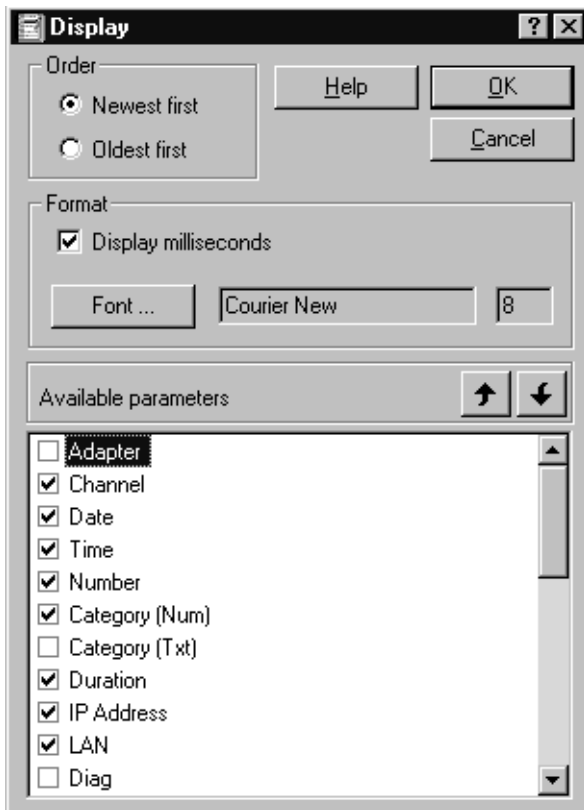 Display
Order
Newest first
Oldest first
Help
OK
Cancel
Format
Display milliseconds
Font ... Courier New 8
Available parameters
Adapter
Channel
Date
Time
Number
Category (Num)
Category (Txt)
Duration
IP Address
LAN
Diag